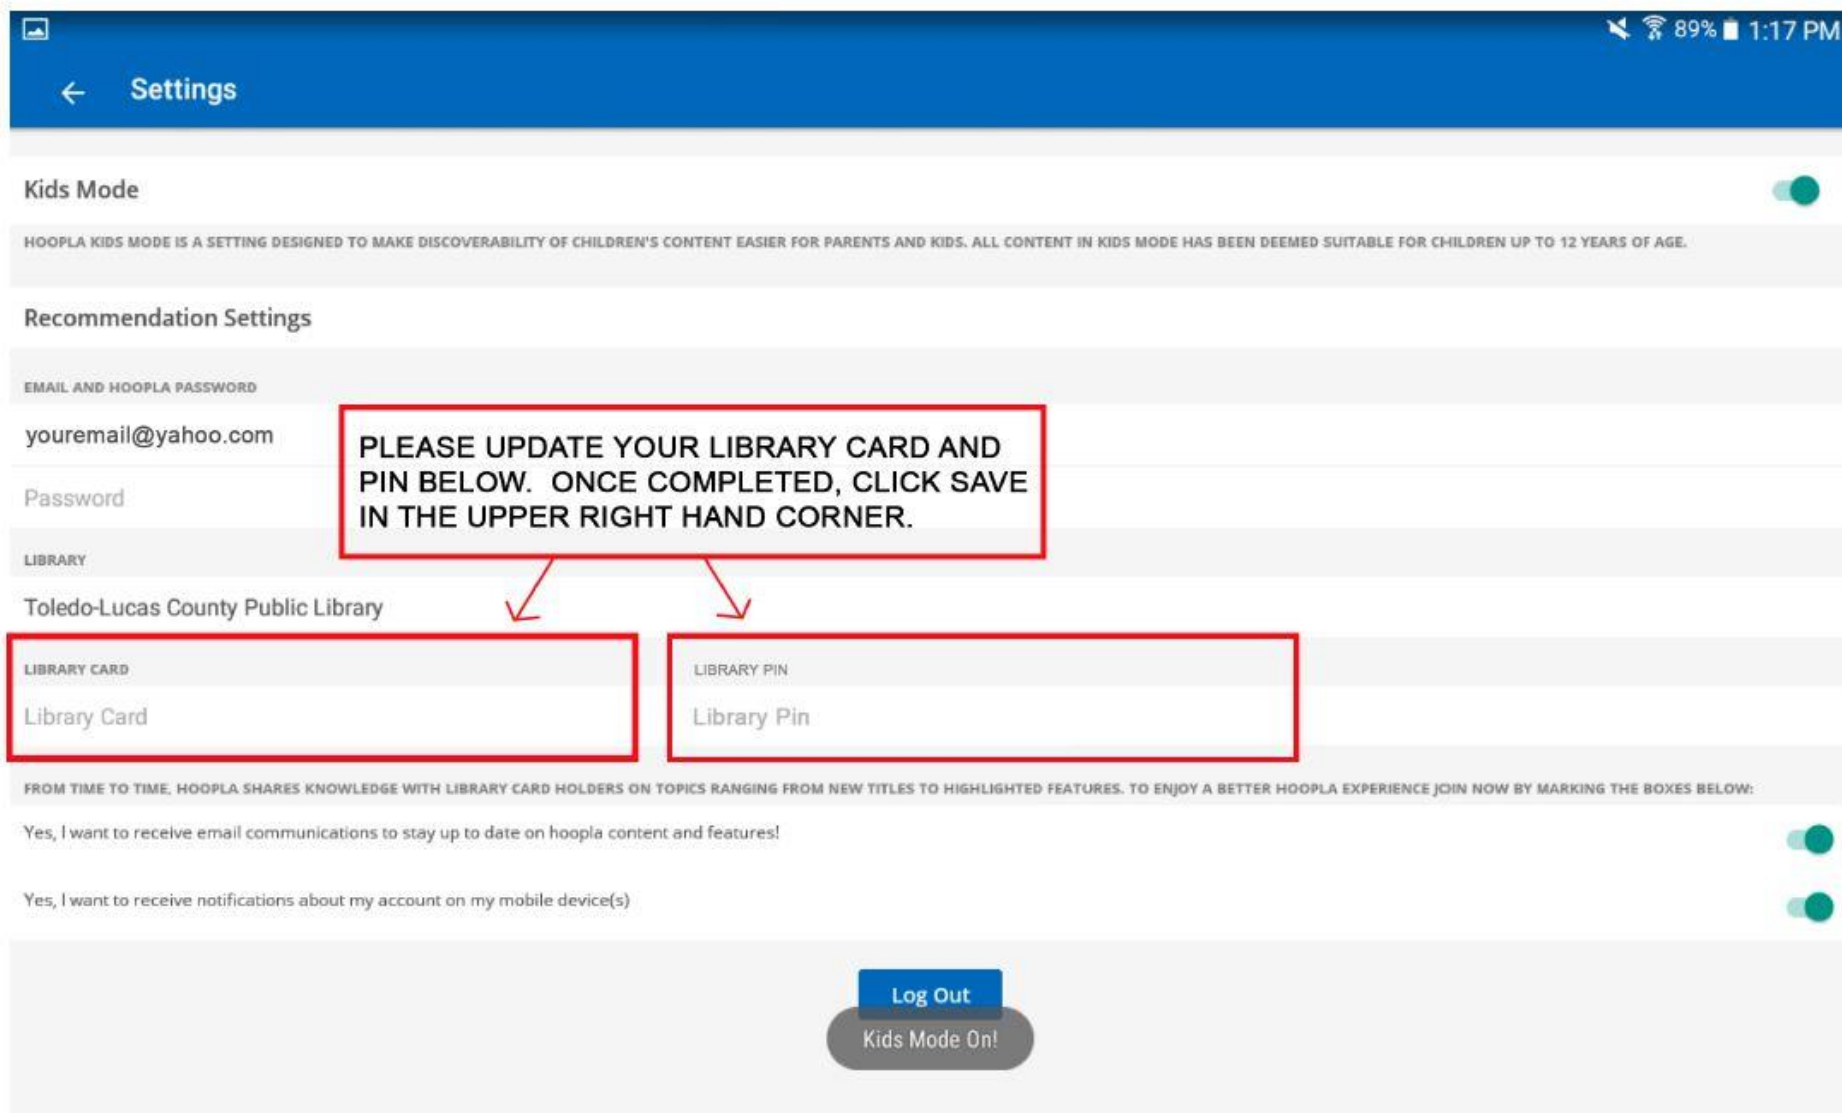 89% 1:17 PM
Settings
Kids Mode
HOOPLA KIDS MODE IS A SETTING DESIGNED TO MAKE DISCOVERABILITY OF CHILDREN'S CONTENT EASIER FOR PARENTS AND KIDS. ALL CONTENT IN KIDS MODE HAS BEEN DEEMED SUITABLE FOR CHILDREN UP TO 12 YEARS OF AGE.
Recommendation Settings
EMAIL AND HOOPLA PASSWORD
youremail@yahoo.com
Password
PLEASE UPDATE YOUR LIBRARY CARD AND
PIN BELOW. ONCE COMPLETED, CLICK SAVE
IN THE UPPER RIGHT HAND CORNER.
LIBRARY
Toledo-Lucas County Public Library
LIBRARY CARD
Library Card
LIBRARY PIN
Library Pin
FROM TIME TO TIME, HOOPLA SHARES KNOWLEDGE WITH LIBRARY CARD HOLDERS ON TOPICS RANGING FROM NEW TITLES TO HIGHLIGHTED FEATURES. TO ENJOY A BETTER HOOPLA EXPERIENCE JOIN NOW BY MARKING THE BOXES BELOW:
Yes, I want to receive email communications to stay up to date on hoopla content and features!
Yes, I want to receive notifications about my account on my mobile device(s)
Log Out
Kids Mode On!